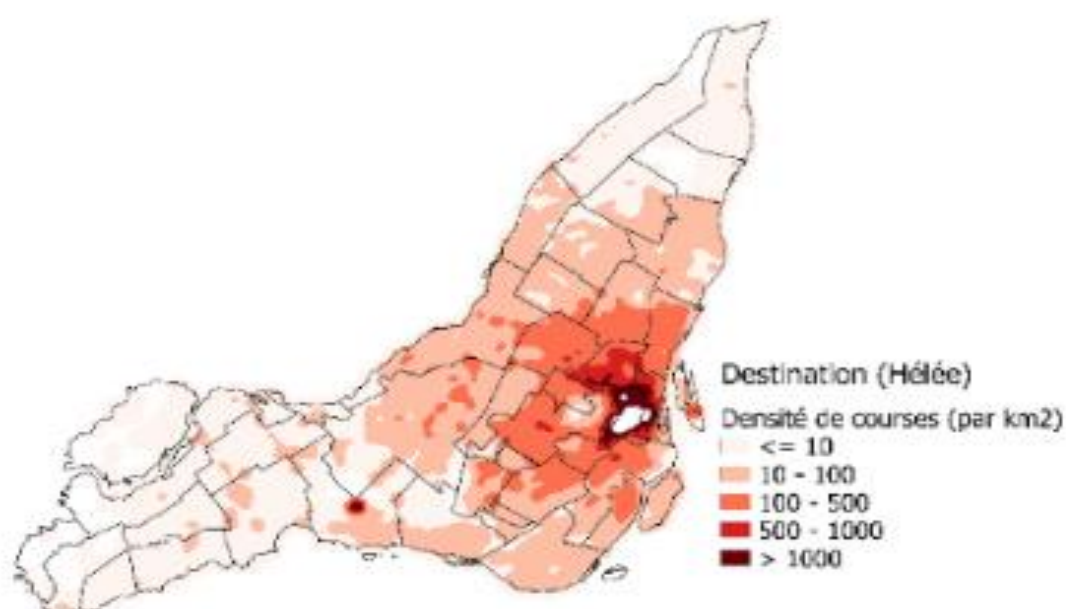 Destination (Hélée)
Densité de courses (par km2)
<= 10
10 - 100
100 - 500
500 - 1000
> 1000